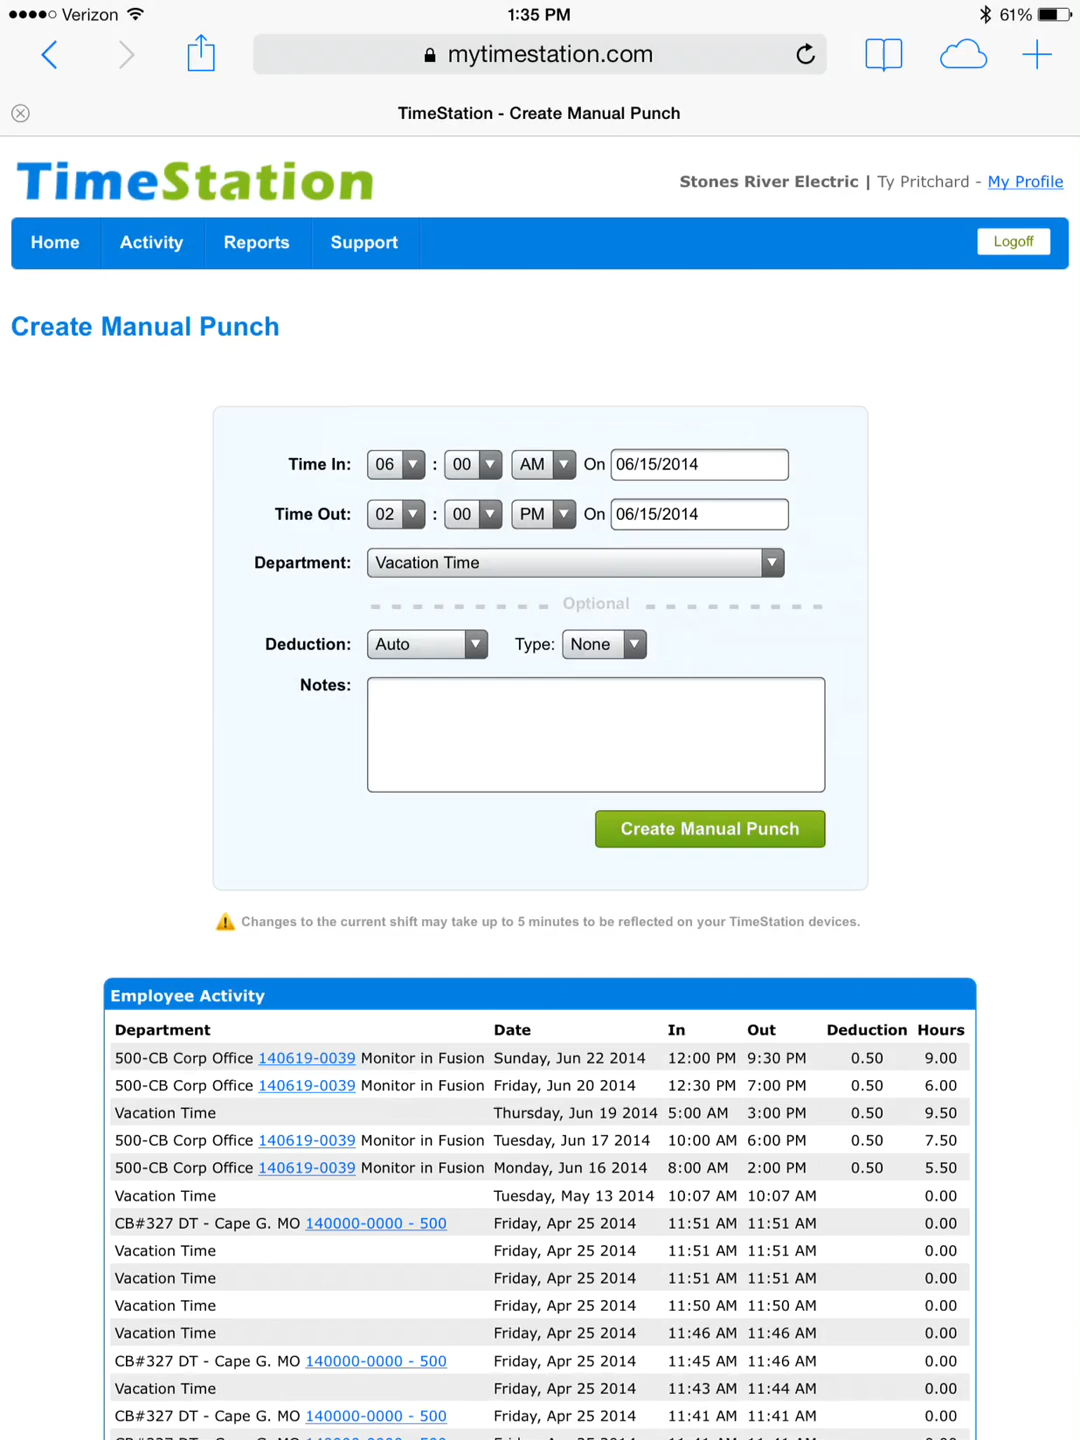 Verizon 1:35 PM 61%
mytimestation.com
TimeStation - Create Manual Punch
TimeStation
Stones River Electric | Ty Pritchard - My Profile
Home Activity Reports Support Logoff
Create Manual Punch
Time In: 06 : 00 AM On 06/15/2014
Time Out: 02 : 00 PM On 06/15/2014
Department: Vacation Time
Optional
Deduction: Auto Type: None
Notes:
Create Manual Punch
Changes to the current shift may take up to 5 minutes to be reflected on your TimeStation devices.
Employee Activity
Department Date In Out Deduction Hours
500-CB Corp Office 140619-0039 Monitor in Fusion Sunday, Jun 22 2014 12:00 PM 9:30 PM 0.50 9.00
500-CB Corp Office 140619-0039 Monitor in Fusion Friday, Jun 20 2014 12:30 PM 7:00 PM 0.50 6.00
Vacation Time Thursday, Jun 19 2014 5:00 AM 3:00 PM 0.50 9.50
500-CB Corp Office 140619-0039 Monitor in Fusion Tuesday, Jun 17 2014 10:00 AM 6:00 PM 0.50 7.50
500-CB Corp Office 140619-0039 Monitor in Fusion Monday, Jun 16 2014 8:00 AM 2:00 PM 0.50 5.50
Vacation Time Tuesday, May 13 2014 10:07 AM 10:07 AM 0.00
CB#327 DT - Cape G. MO 140000-0000 - 500 Friday, Apr 25 2014 11:51 AM 11:51 AM 0.00
Vacation Time Friday, Apr 25 2014 11:51 AM 11:51 AM 0.00
Vacation Time Friday, Apr 25 2014 11:51 AM 11:51 AM 0.00
Vacation Time Friday, Apr 25 2014 11:50 AM 11:50 AM 0.00
Vacation Time Friday, Apr 25 2014 11:46 AM 11:46 AM 0.00
CB#327 DT - Cape G. MO 140000-0000 - 500 Friday, Apr 25 2014 11:45 AM 11:46 AM 0.00
Vacation Time Friday, Apr 25 2014 11:43 AM 11:44 AM 0.00
CB#327 DT - Cape G. MO 140000-0000 - 500 Friday, Apr 25 2014 11:41 AM 11:41 AM 0.00